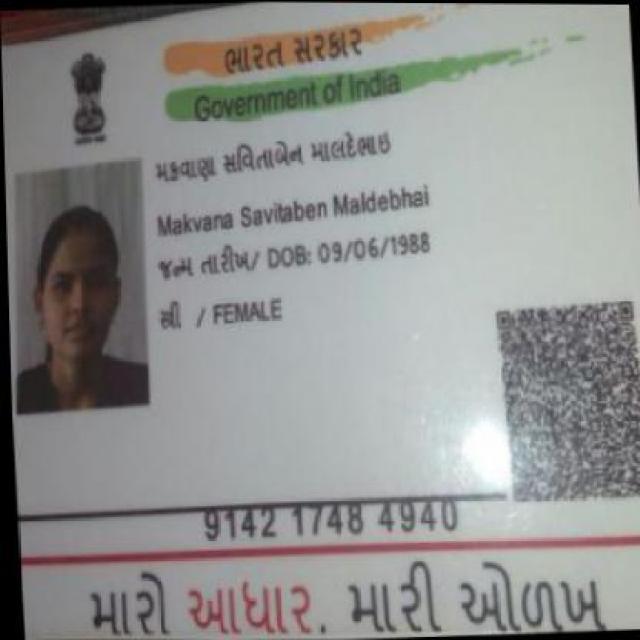 ભારત સરકાર
Government of India
મકવાણા સવિતાબેન માલદેભાઇ
Makvana Savitaben Maldebhai
જન્મ તારીખ/ DOB: 09/06/1988
સ્ત્રી / FEMALE
9142 1748 4940
મારો આધાર, મારી ઓળખ